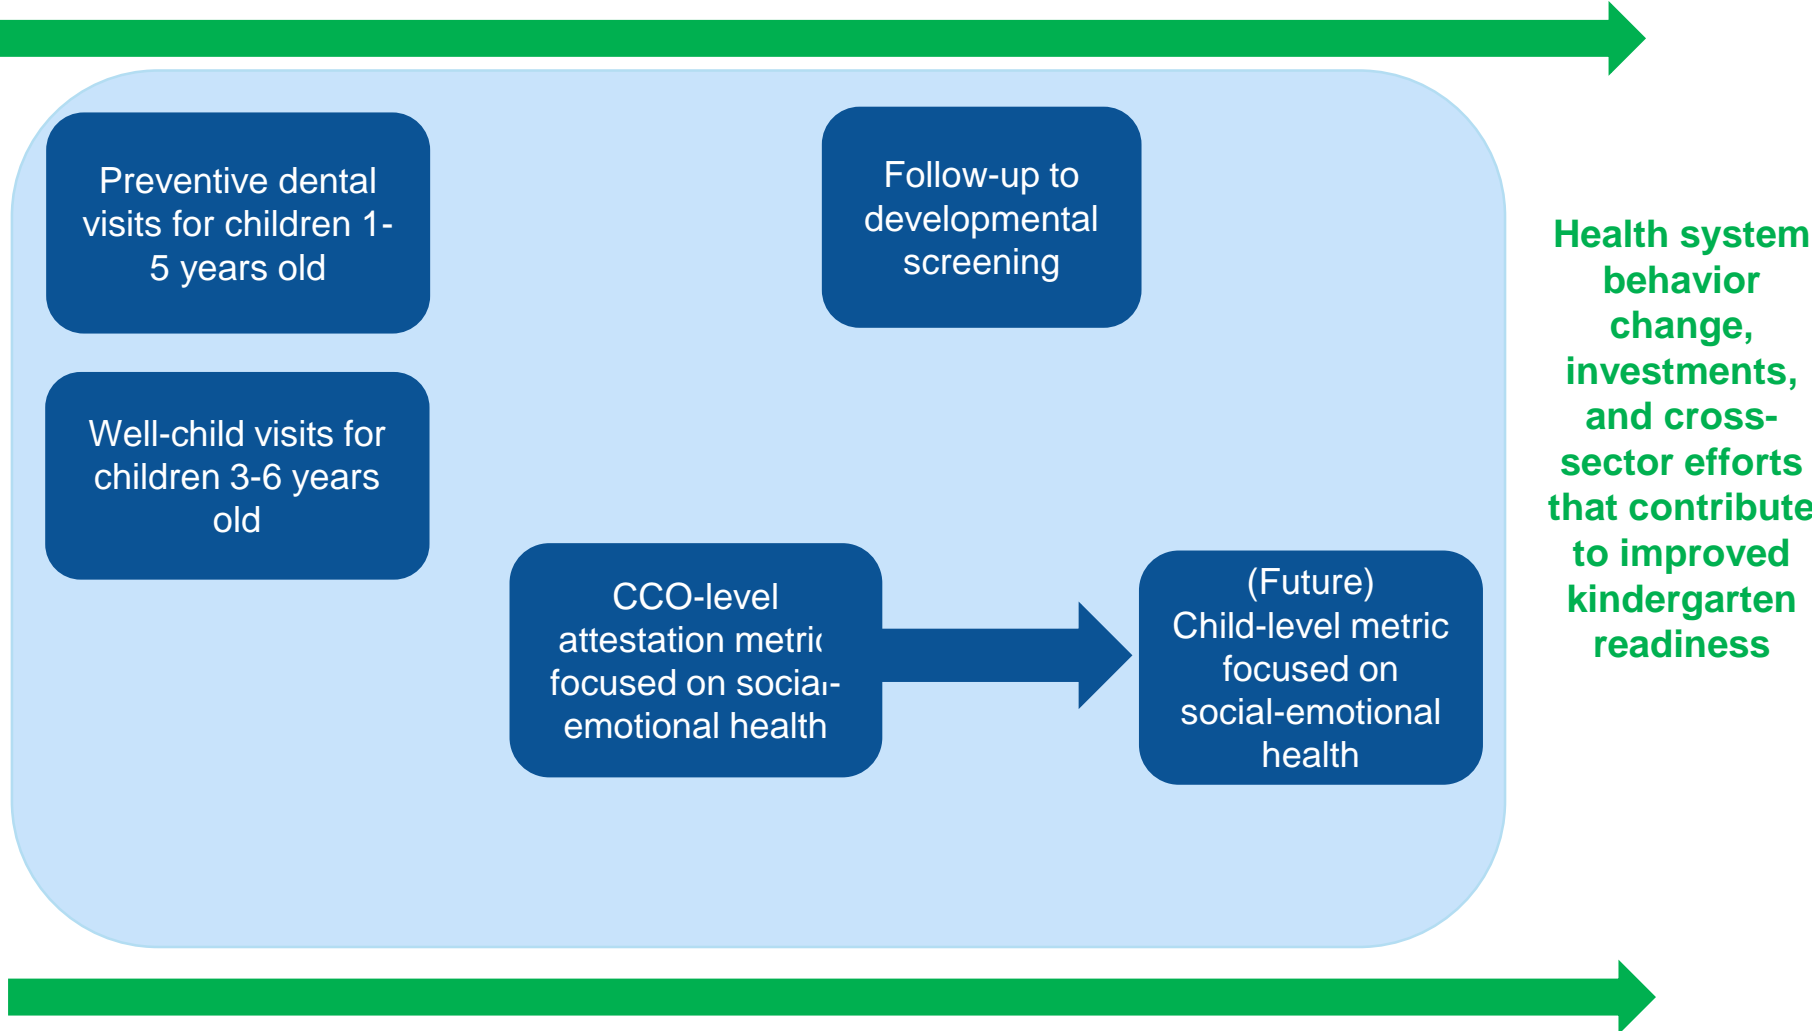 Preventive dental
visits for children 1-
5 years old
Follow-up to
developmental
screening
Well-child visits for
children 3-6 years
old
CCO-level
attestation metric
focused on social-
emotional health
(Future)
Child-level metric
focused on
social-emotional
health
Health system
behavior
change,
investments,
and cross-
sector efforts
that contribute
to improved
kindergarten
readiness